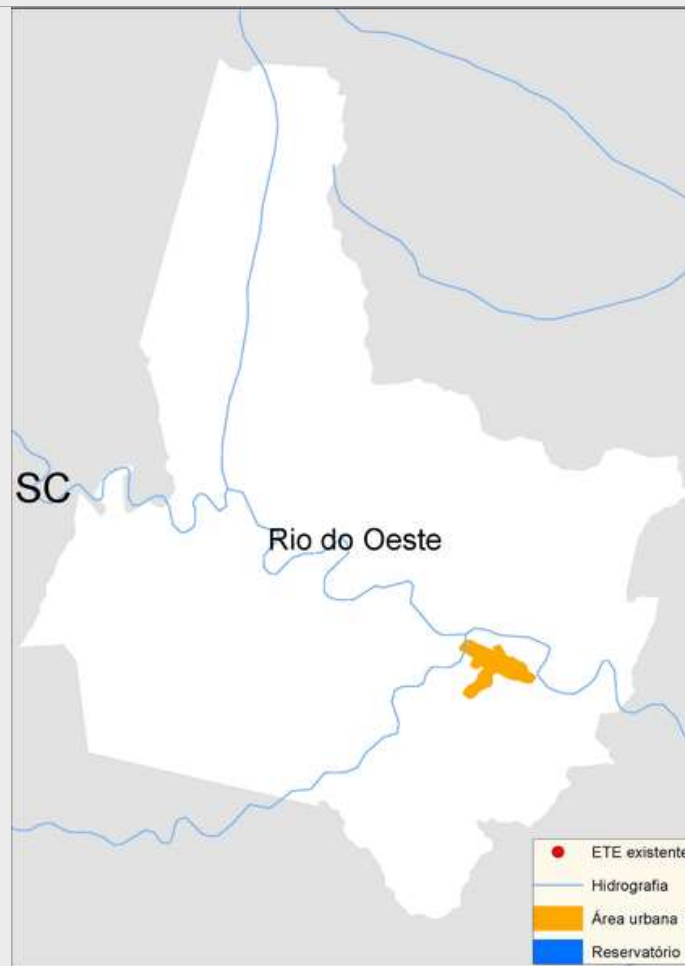 SC
Rio do Oeste
ETE existente
Hidrografia
Área urbana
Reservatório